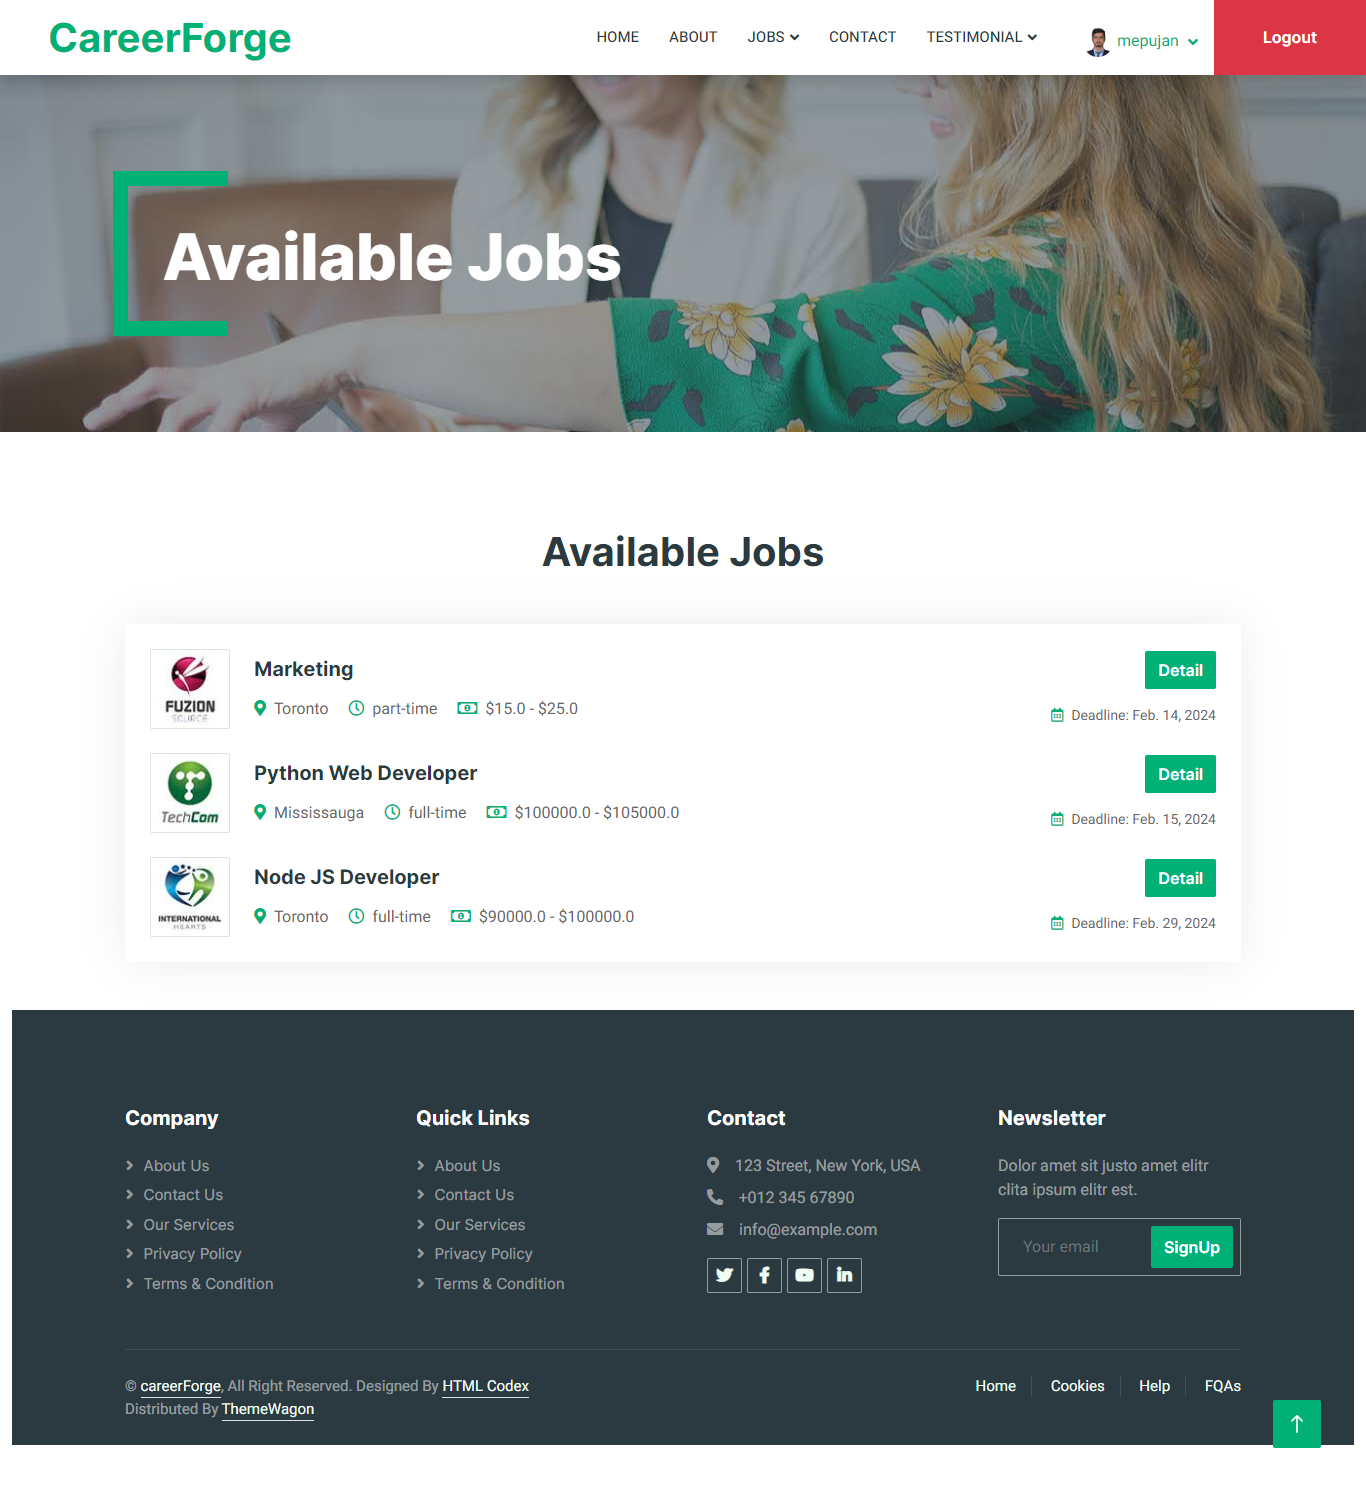 CareerForge
HOME ABOUT JOBS CONTACT TESTIMONIAL mepujan Logout
Available Jobs
Available Jobs
FUZION
SOURCE
Marketing
Toronto part-time $15.0 - $25.0
Detail
Deadline: Feb. 14, 2024
TechCom
Python Web Developer
Mississauga full-time $100000.0 - $105000.0
Detail
Deadline: Feb. 15, 2024
INTERNATIONAL
HEARTS
Node JS Developer
Toronto full-time $90000.0 - $100000.0
Detail
Deadline: Feb. 29, 2024
Company
About Us
Contact Us
Our Services
Privacy Policy
Terms & Condition
Quick Links
About Us
Contact Us
Our Services
Privacy Policy
Terms & Condition
Contact
123 Street, New York, USA
+012 345 67890
info@example.com
Newsletter
Dolor amet sit justo amet elitr
clita ipsum elitr est.
Your email SignUp
© careerForge, All Right Reserved. Designed By HTML Codex
Distributed By ThemeWagon
Home Cookies Help FQAs